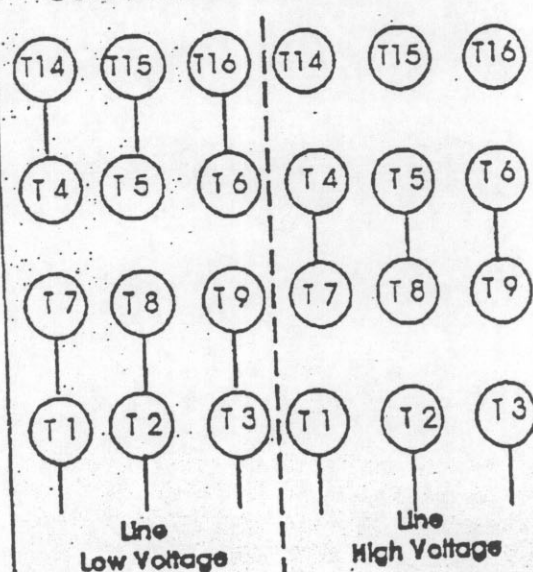 T14 T15 T16 T14 T15 T16
T4 T5 T6 T4 T5 T6
T7 T8 T9 T7 T8 T9
T1 T2 T3 T1 T2 T3
Line Line
Low Voltage High Voltage